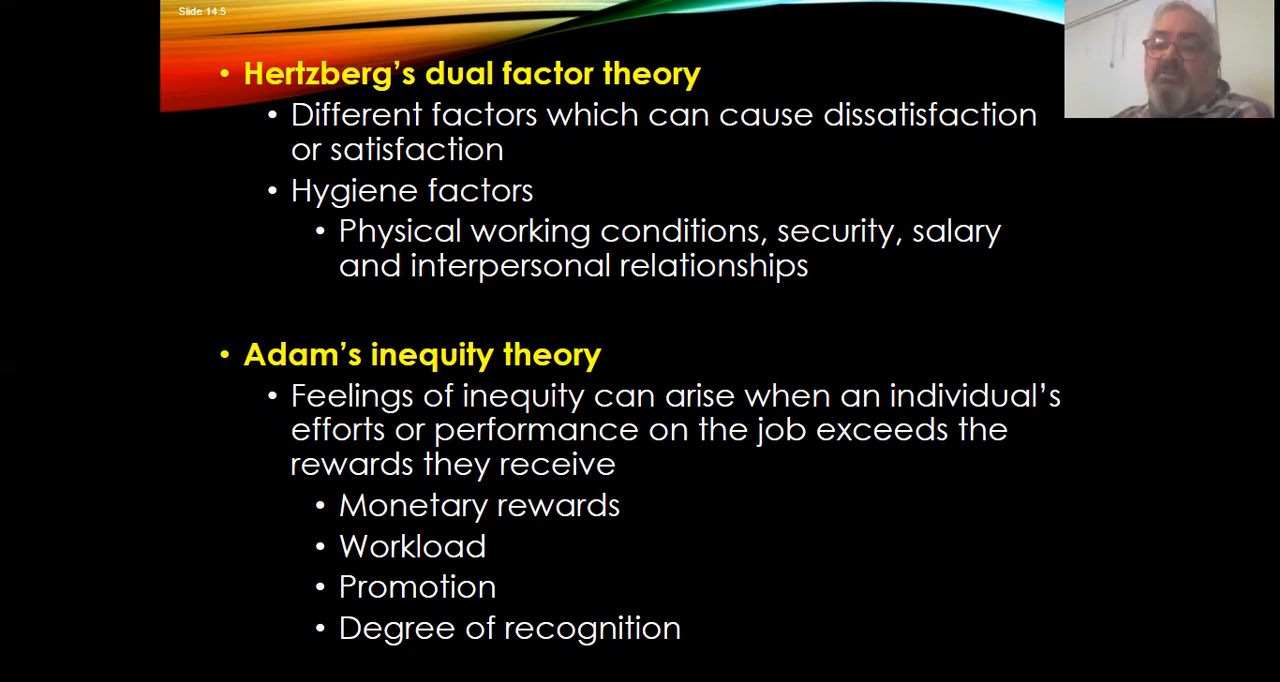 Slide 14.5
• Hertzberg's dual factor theory
• Different factors which can cause dissatisfaction
or satisfaction
• Hygiene factors
• Physical working conditions, security, salary
and interpersonal relationships
• Adam's inequity theory
• Feelings of inequity can arise when an individual's
efforts or performance on the job exceeds the
rewards they receive
• Monetary rewards
• Workload
• Promotion
• Degree of recognition